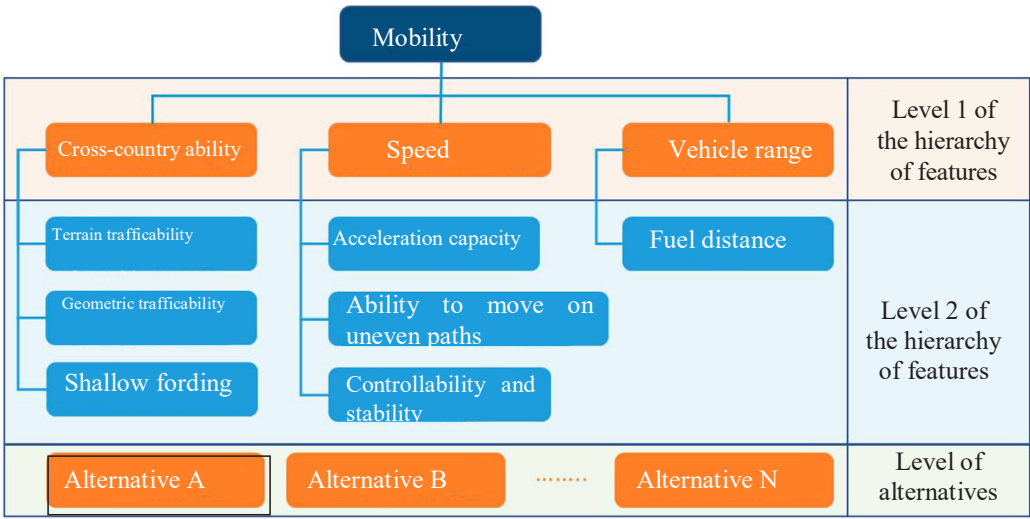 Mobility
Cross-country ability
Speed
Vehicle range
Level 1 of
the hierarchy
of features
Terrain trafficability
Acceleration capacity
Fuel distance
Geometric trafficability
Ability to move on
uneven paths
Shallow fording
Controllability and
stability
Level 2 of
the hierarchy
of features
Alternative A
Alternative B
........
Alternative N
Level of
alternatives